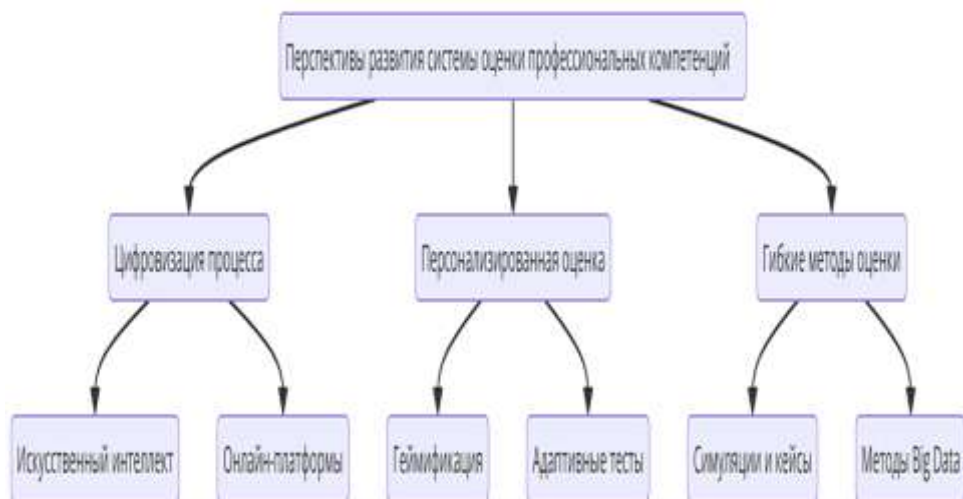 Перспективы развития системы оценки профессиональных компетенций
Цифровизация процесса
Персонализированная оценка
Гибкие методы оценки
Искусственный интеллект
Онлайн-платформы
Геймификация
Адаптивные тесты
Симуляции и кейсы
Методы Big Data